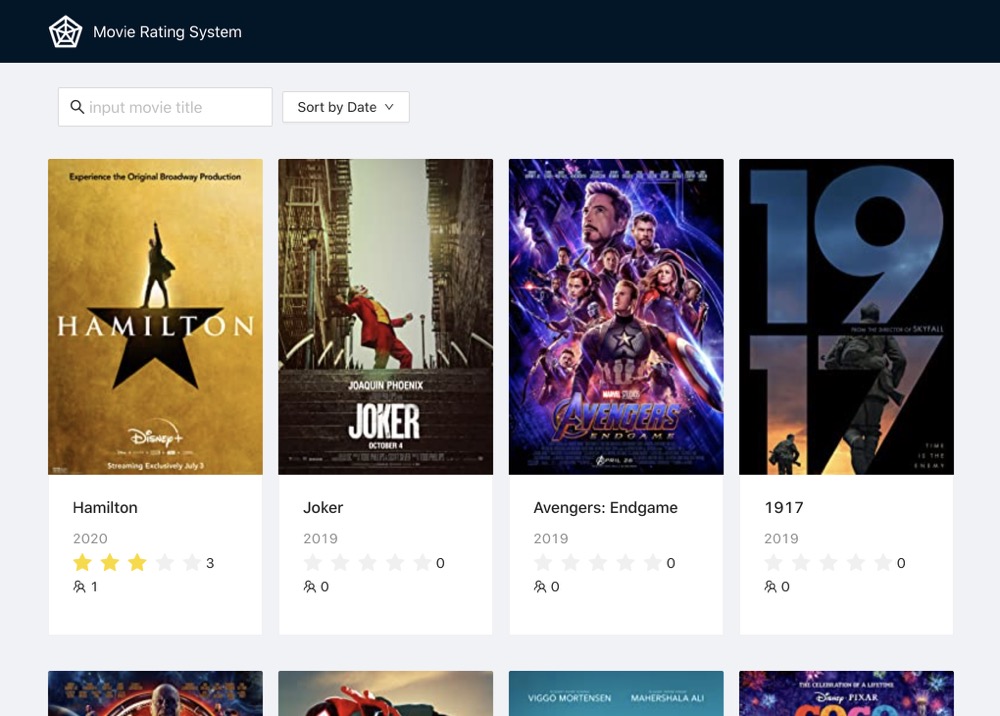 Movie Rating System
input movie title
Sort by Date
Experience the Original Broadway Production
HAMILTON
Disney+
Streaming Exclusively July 3
JOAQUIN PHOENIX
JOKER
OCTOBER 4
MARVEL STUDIOS
AVENGERS
ENDGAME
APRIL 26
19
FROM THE DIRECTOR OF SKYFALL
17
TIME
IS THE
ENEMY
Hamilton
2020
3
1
Joker
2019
0
0
Avengers: Endgame
2019
0
0
1917
2019
0
0
VIGGO MORTENSEN MAHERSHALA ALI
THE CELEBRATION OF A LIFETIME
Disney PIXAR